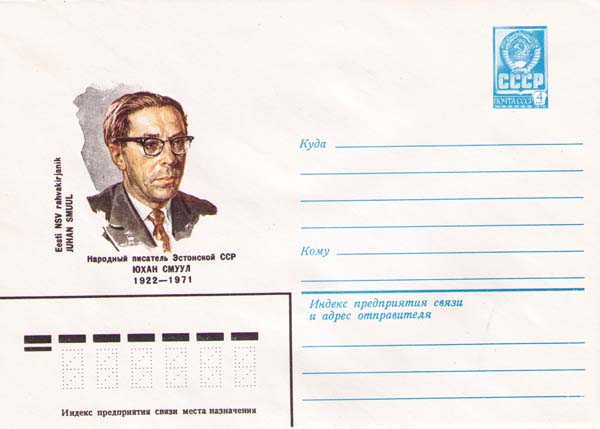 СССР
ПОЧТА СССР 4
Куда
Eesti NSV rahvakirjanik
JUHAN SMUUL
Народный писатель Эстонской ССР
ЮХАН СМУУЛ
1922—1971
Кому
Индекс предприятия связи
и адрес отправителя
Индекс предприятия связи места назначения